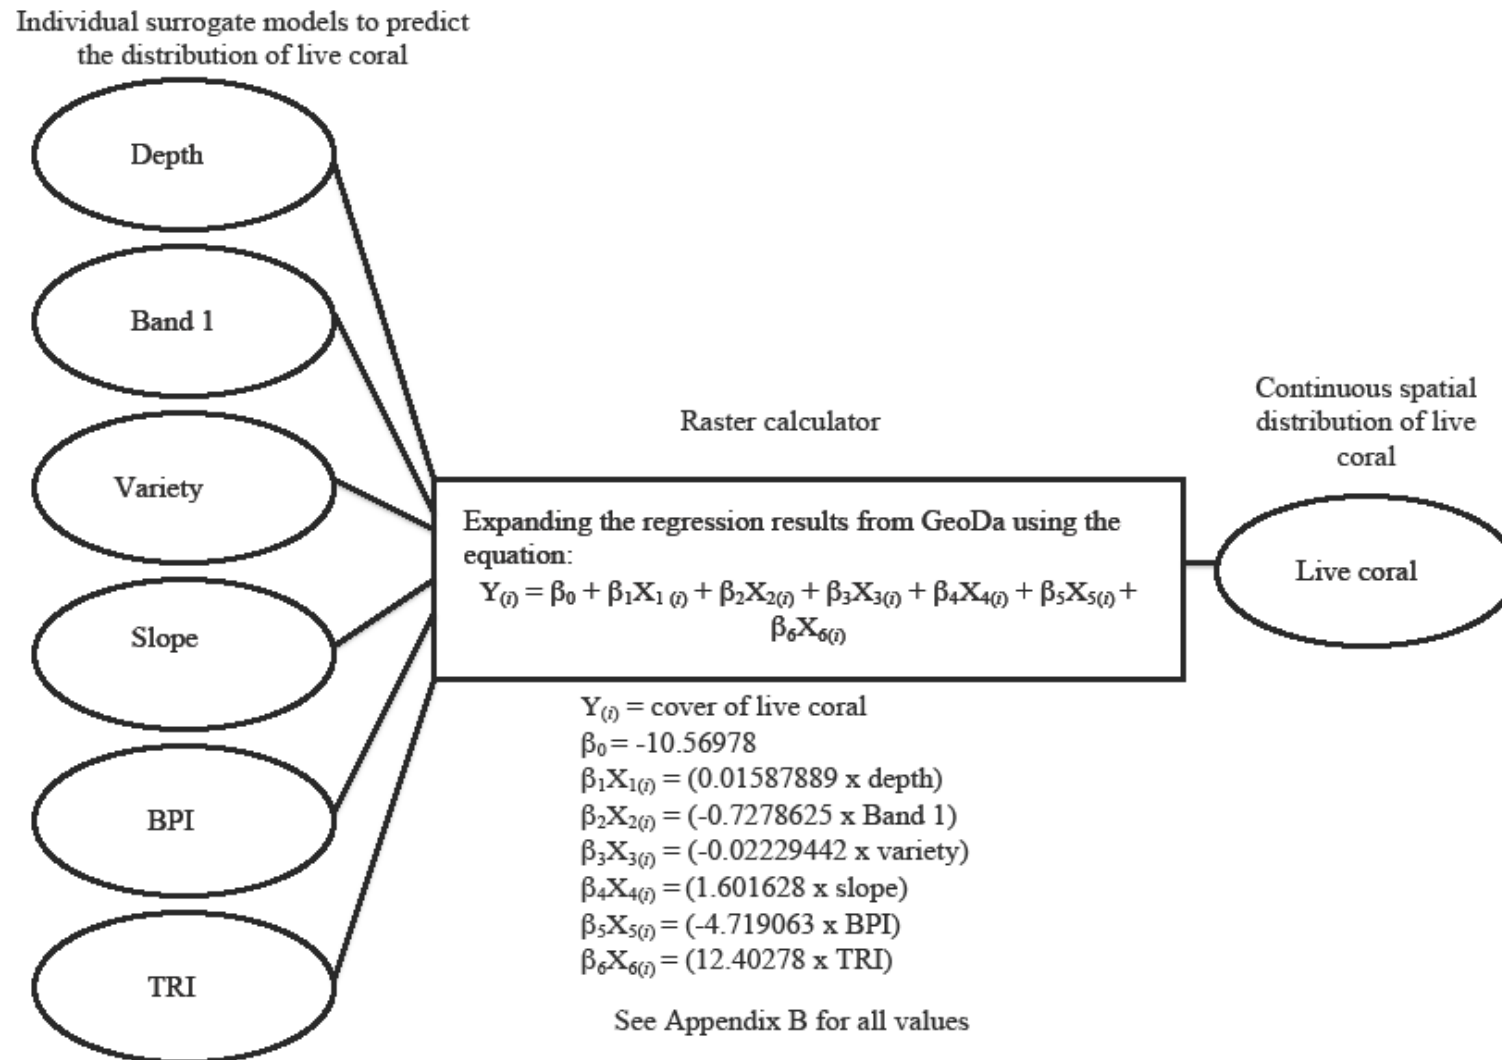 Individual surrogate models to predict
the distribution of live coral
Depth
Band 1
Variety
Slope
BPI
TRI
Raster calculator
Expanding the regression results from GeoDa using the
equation:
Y(i) = β0 + β1X1 (i) + β2X2(i) + β3X3(i) + β4X4(i) + β5X5(i) +
β6X6(i)
Y(i) = cover of live coral
β0 = -10.56978
β1X1(i) = (0.01587889 x depth)
β2X2(i) = (-0.7278625 x Band 1)
β3X3(i) = (-0.02229442 x variety)
β4X4(i) = (1.601628 x slope)
β5X5(i) = (-4.719063 x BPI)
β6X6(i) = (12.40278 x TRI)
See Appendix B for all values
Continuous spatial
distribution of live
coral
Live coral